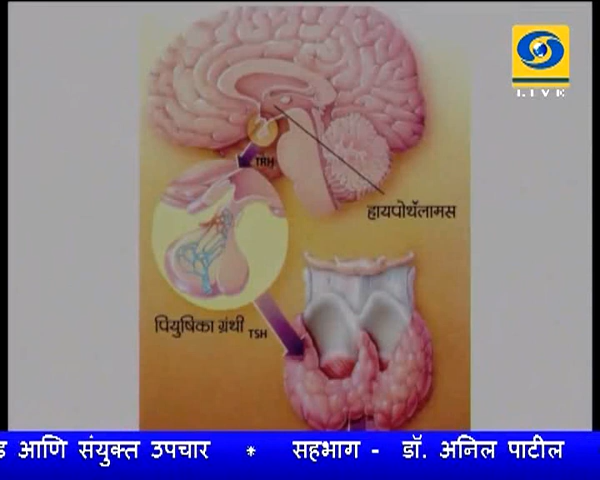 LIVE
TRH
हायपोथॅलामस
पियुषिका ग्रंथी TSH
आणि संयुक्त उपचार * सहभाग - डॉ. अनिल पाटील